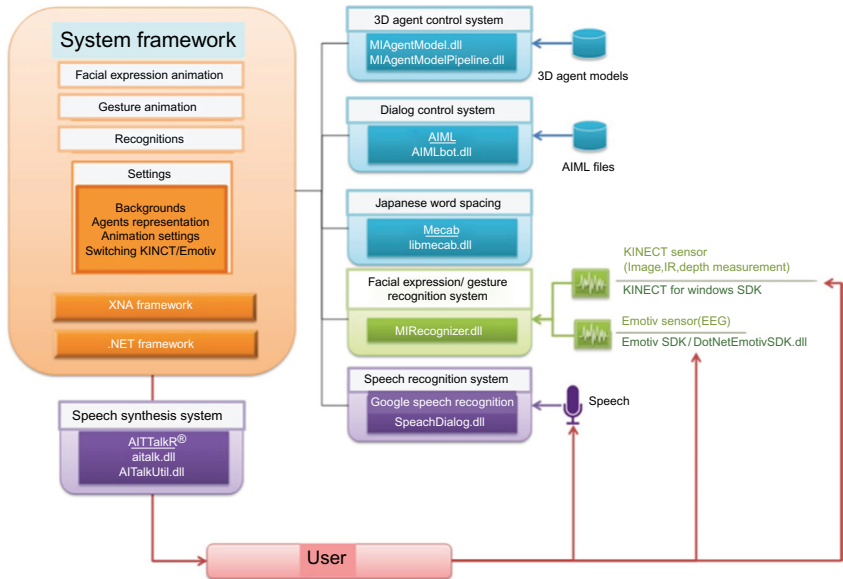 System framework
Facial expression animation
Gesture animation
Recognitions
Settings
Backgrounds
Agents representation
Animation settings
Switching KINCT/Emotiv
XNA framework
.NET framework
Speech synthesis system
AITTalkR®
aitalk.dll
AITalkUtil.dll
3D agent control system
MIAgentModel.dll
MIAgentModelPipeline.dll
3D agent models
Dialog control system
AIML
AIMLbot.dll
AIML files
Japanese word spacing
Mecab
libmecab.dll
Facial expression/ gesture
recognition system
MIRecognizer.dll
KINECT sensor
(Image,IR,depth measurement)
KINECT for windows SDK
Emotiv sensor(EEG)
Emotiv SDK/DotNetEmotivSDK.dll
Speech recognition system
Google speech recognition
SpeachDialog.dll
Speech
User